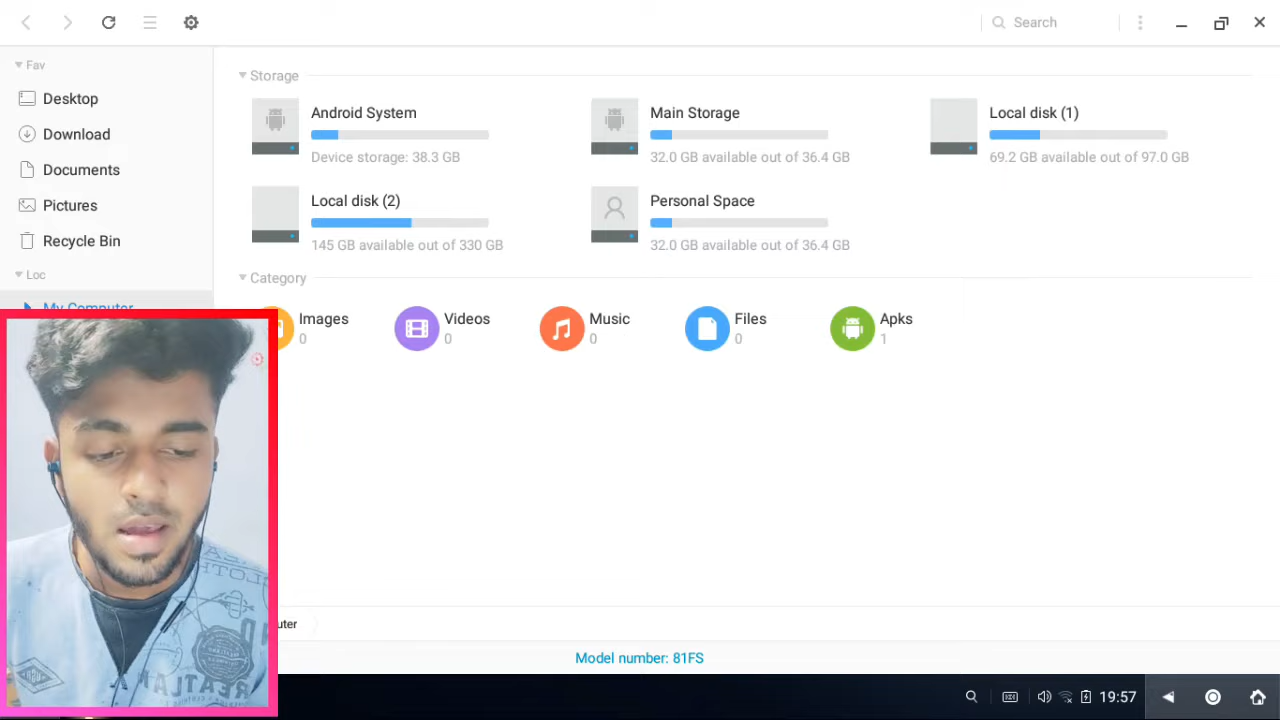 Search
Fav
Desktop
Download
Documents
Pictures
Recycle Bin
Loc
My Computer
Storage
Android System
Device storage: 38.3 GB
Main Storage
32.0 GB available out of 36.4 GB
Local disk (1)
69.2 GB available out of 97.0 GB
Local disk (2)
145 GB available out of 330 GB
Personal Space
32.0 GB available out of 36.4 GB
Category
Images
0
Videos
0
Music
0
Files
0
Apks
1
uter
Model number: 81FS
19:57